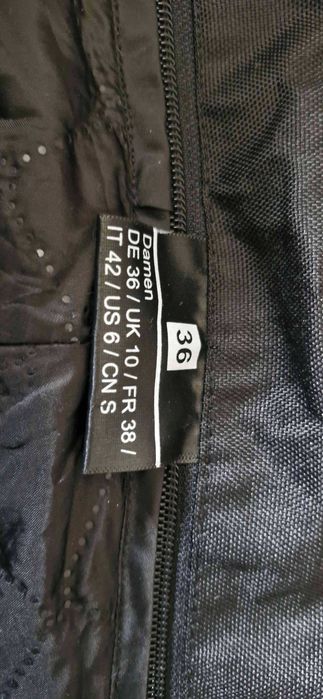 36
Damen
DE 36 / UK 10 / FR 38 /
IT 42 / US 6 / CN S